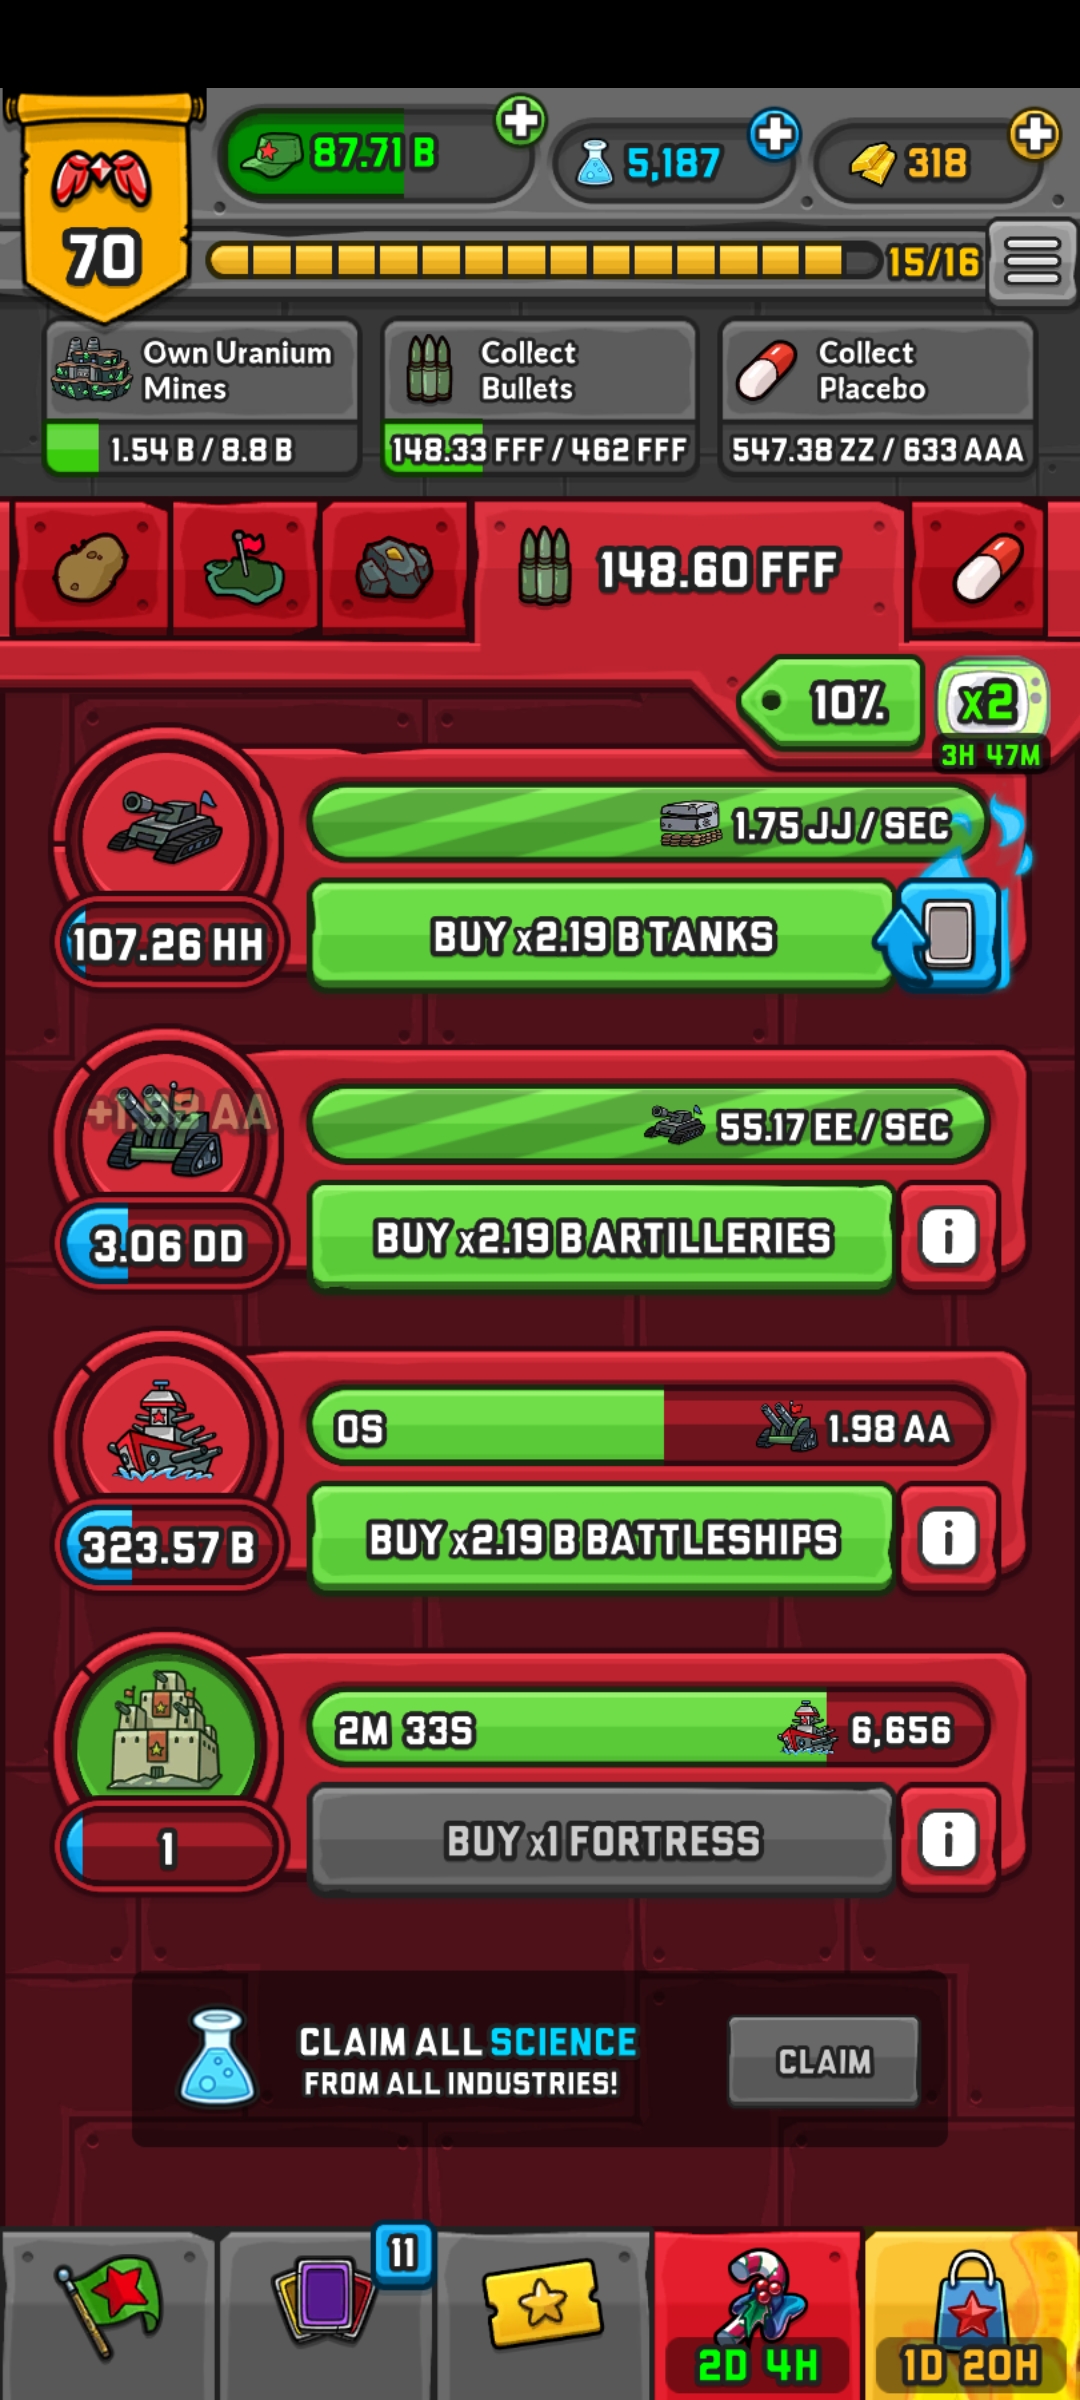 70
87.71 B
5,187
318
15/16
Own Uranium
Mines
1.54 B / 8.8 B
Collect
Bullets
148.33 FFF / 462 FFF
Collect
Placebo
547.38 ZZ / 633 AAA
148.60 FFF
10%
x2
3H 47M
1.75 JJ / SEC
107.26 HH
BUY x2.19 B TANKS
55.17 EE / SEC
3.06 DD
BUY x2.19 B ARTILLERIES
i
0S
1.98 AA
323.57 B
BUY x2.19 B BATTLESHIPS
i
2M 33S
6,656
1
BUY x1 FORTRESS
i
CLAIM ALL SCIENCE
FROM ALL INDUSTRIES!
CLAIM
11
2D 4H
1D 20H